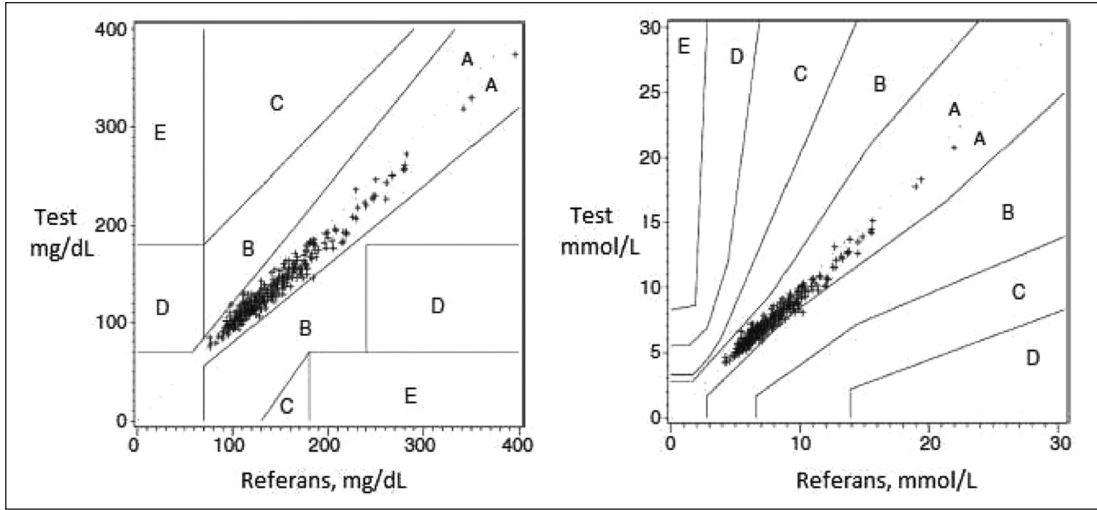 400
300
200
100
0
Test
mg/dL
E
C
A
A
B
D
B
D
C
E
0 100 200 300 400
Referans, mg/dL
30
25
20
15
10
5
0
Test
mmol/L
E
D
C
B
A
A
B
C
D
0 10 20 30
Referans, mmol/L